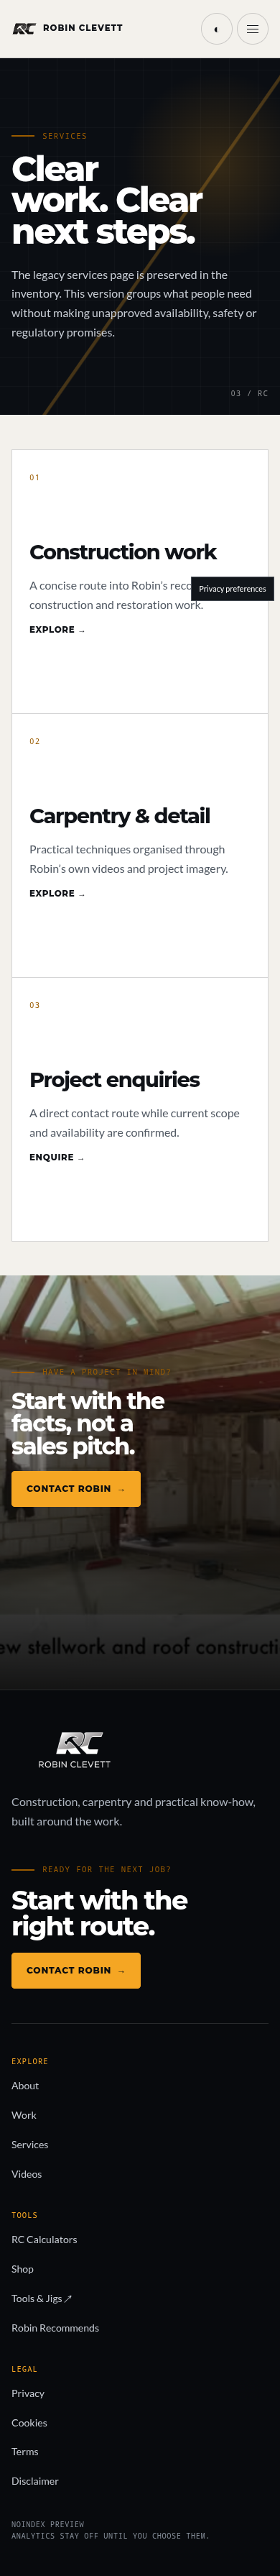 RC ROBIN CLEVETT
SERVICES
Clear
work. Clear
next steps.
The legacy services page is preserved in the
inventory. This version groups what people need
without making unapproved availability, safety or
regulatory promises.
03 / RC
01
Construction work
A concise route into Robin's
construction and restoration work.
Privacy preferences
EXPLORE →
02
Carpentry & detail
Practical techniques organised through
Robin's own videos and project imagery.
EXPLORE →
03
Project enquiries
A direct contact route while current scope
and availability are confirmed.
ENQUIRE →
HAVE A PROJECT IN MIND?
Start with the
facts, not a
sales pitch.
CONTACT ROBIN →
ew stellwork and roof constructi
RC
ROBIN CLEVETT
Construction, carpentry and practical know-how,
built around the work.
READY FOR THE NEXT JOB?
Start with the
right route.
CONTACT ROBIN →
EXPLORE
About
Work
Services
Videos
TOOLS
RC Calculators
Shop
Tools & Jigs ↗
Robin Recommends
LEGAL
Privacy
Cookies
Terms
Disclaimer
NOINDEX PREVIEW
ANALYTICS STAY OFF UNTIL YOU CHOOSE THEM.